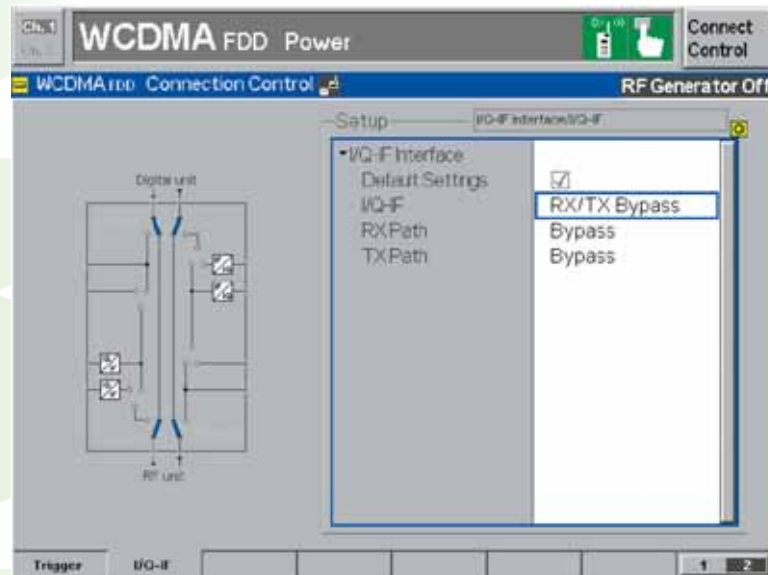 Ch. 1
WCDMA FDD Power
Connect
Control
WCDMA FDD Connection Control
RF Generator Off
Setup
I/Q-IF Interface/I/Q-IF
I/Q-IF Interface
Default Settings
I/Q-IF
RX/TX Bypass
RX Path
Bypass
TX Path
Bypass
Digital unit
RF unit
Trigger
I/Q-IF
1
2